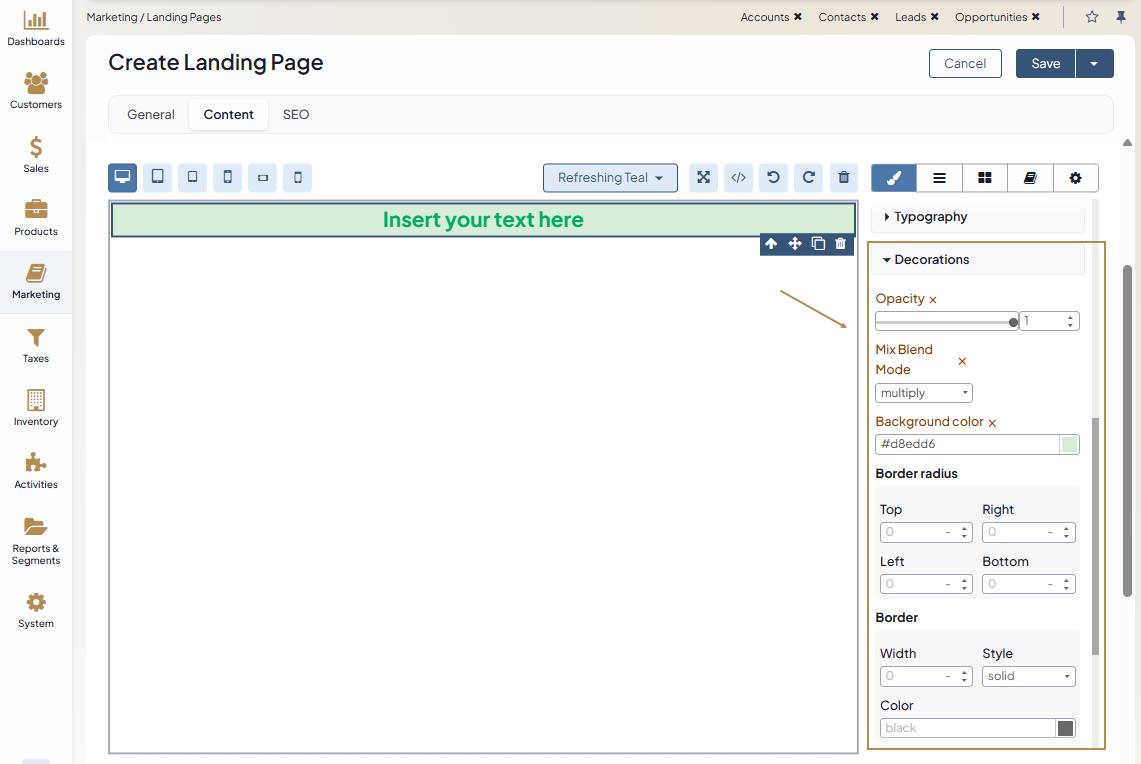 Dashboards
Customers
Sales
Products
Marketing
Taxes
Inventory
Activities
Reports &
Segments
System
Marketing / Landing Pages
Accounts ✖ Contacts ✖ Leads ✖ Opportunities ✖
Create Landing Page
Cancel Save
General Content SEO
Refreshing Teal </>
Insert your text here
Typography
Decorations
Opacity ×
1
Mix Blend
Mode ×
multiply
Background color ×
#d8edd6
Border radius
Top Right
0 - 0 -
Left Bottom
0 - 0 -
Border
Width Style
0 - solid
Color
black